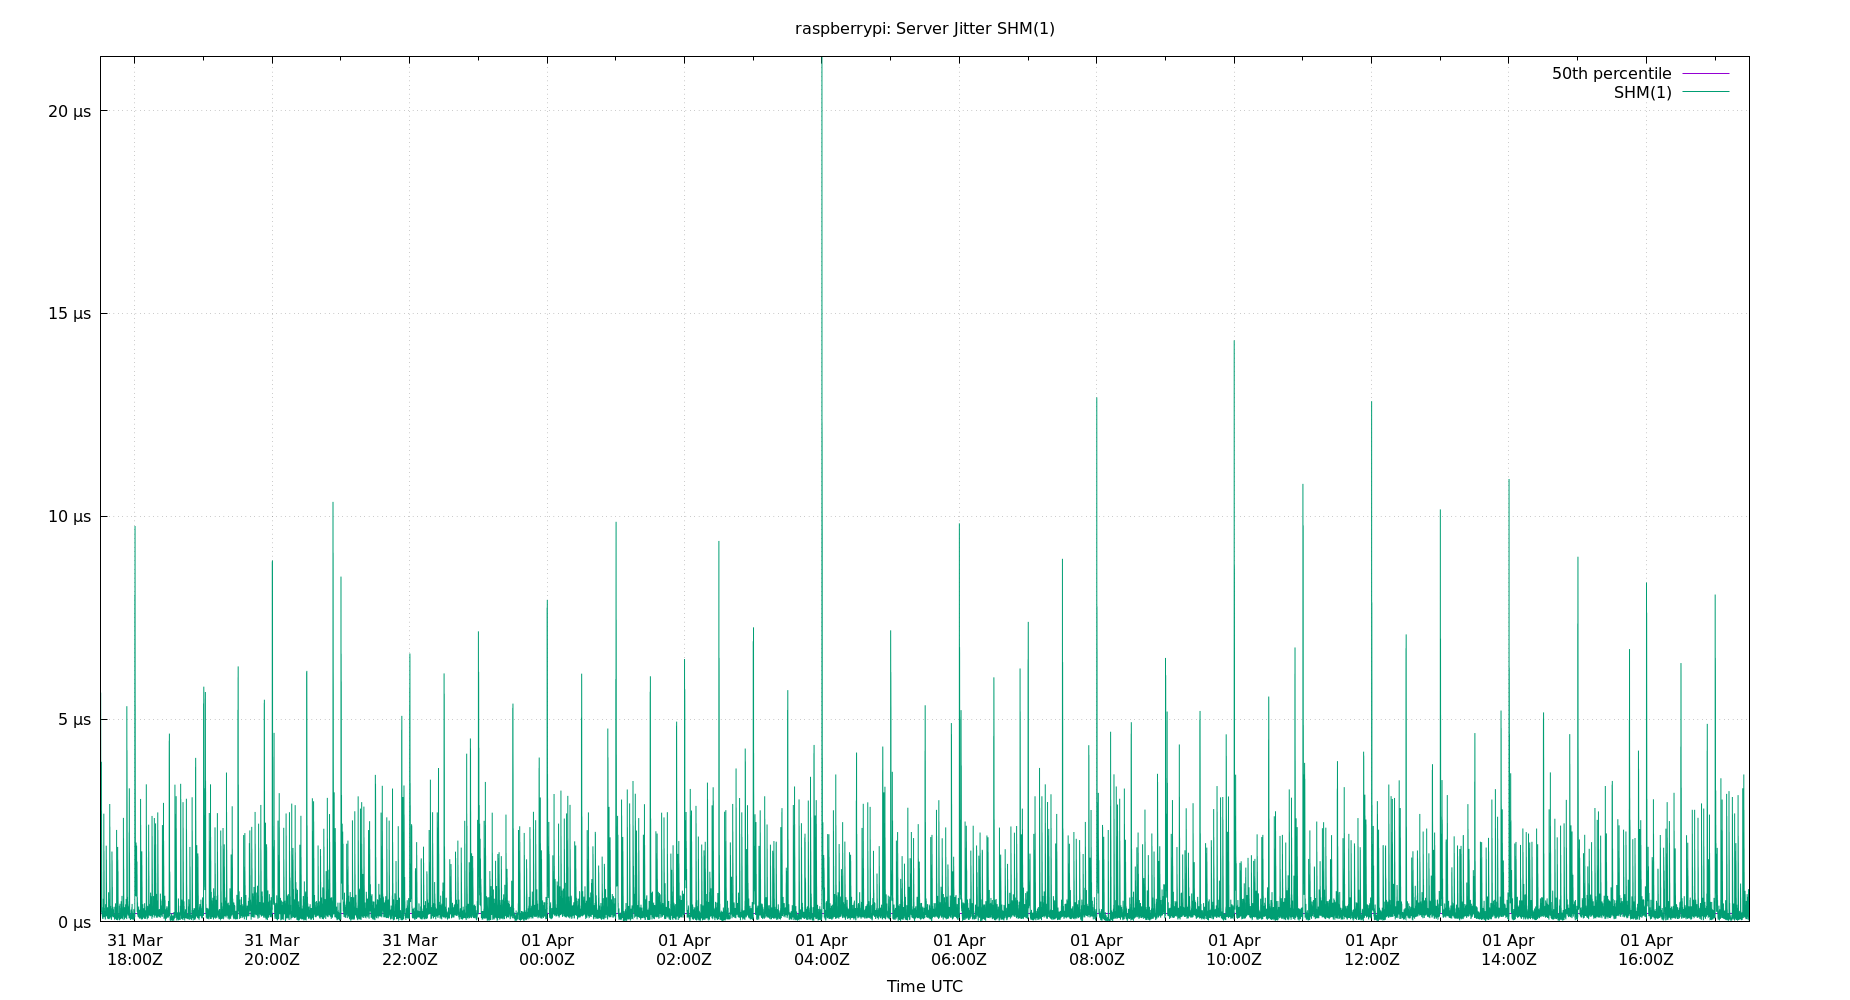 raspberrypi: Server Jitter SHM(1)
50th percentile
SHM(1)
20 µs
15 µs
10 µs
5 µs
0 µs
31 Mar 31 Mar 31 Mar 01 Apr 01 Apr 01 Apr 01 Apr 01 Apr 01 Apr 01 Apr 01 Apr 01 Apr
18:00Z 20:00Z 22:00Z 00:00Z 02:00Z 04:00Z 06:00Z 08:00Z 10:00Z 12:00Z 14:00Z 16:00Z
Time UTC